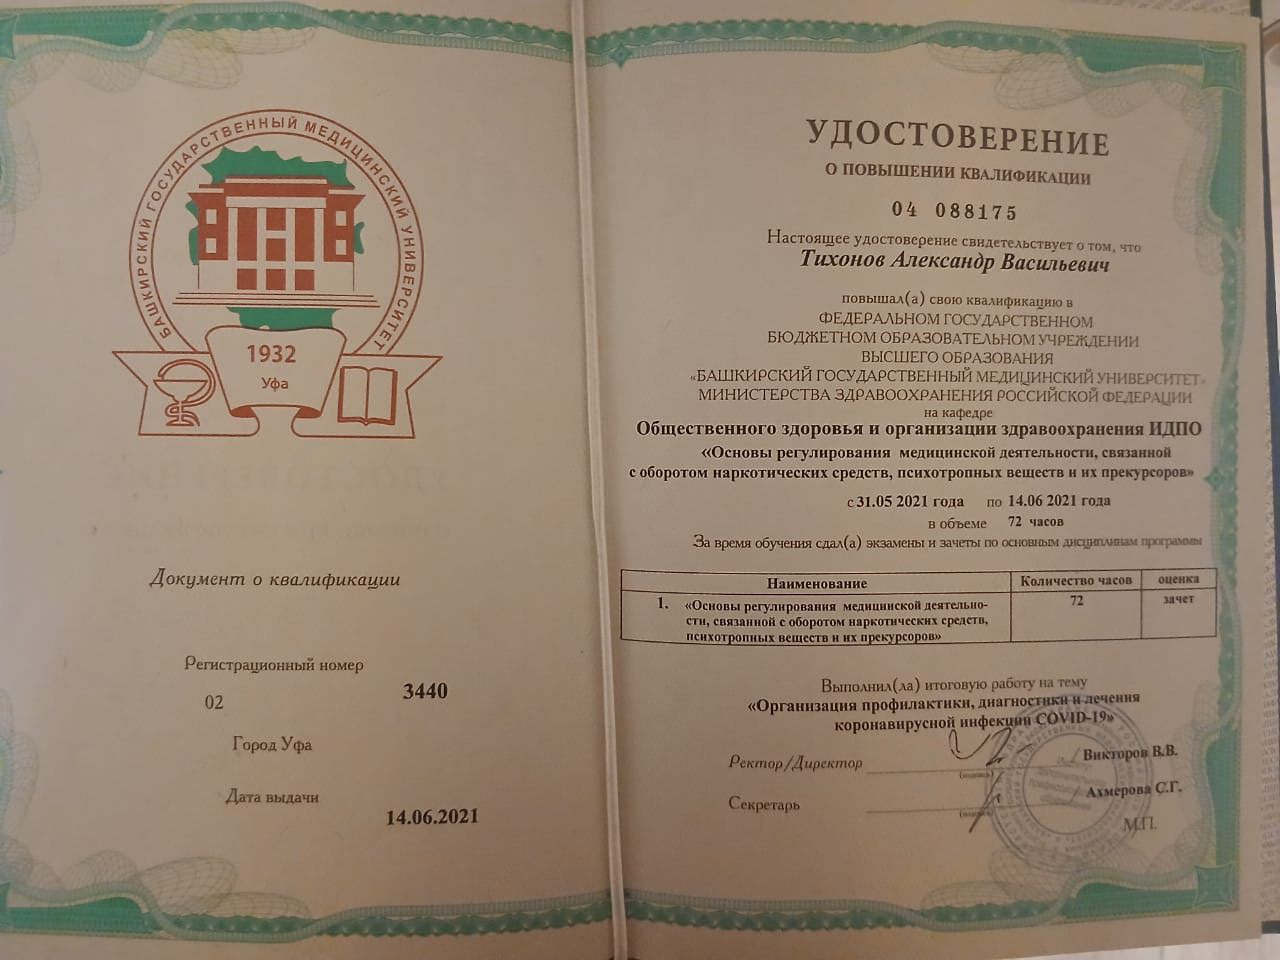 БАШКИРСКИЙ ГОСУДАРСТВЕННЫЙ МЕДИЦИНСКИЙ УНИВЕРСИТЕТ
1932
Уфа
Документ о квалификации
Регистрационный номер
02 3440
Город Уфа
Дата выдачи
14.06.2021
УДОСТОВЕРЕНИЕ
О ПОВЫШЕНИИ КВАЛИФИКАЦИИ
04 088175
Настоящее удостоверение свидетельствует о том, что
Тихонов Александр Васильевич
повышал(а) свою квалификацию в
ФЕДЕРАЛЬНОМ ГОСУДАРСТВЕННОМ
БЮДЖЕТНОМ ОБРАЗОВАТЕЛЬНОМ УЧРЕЖДЕНИИ
ВЫСШЕГО ОБРАЗОВАНИЯ
«БАШКИРСКИЙ ГОСУДАРСТВЕННЫЙ МЕДИЦИНСКИЙ УНИВЕРСИТЕТ»
МИНИСТЕРСТВА ЗДРАВООХРАНЕНИЯ РОССИЙСКОЙ ФЕДЕРАЦИИ
на кафедре
Общественного здоровья и организации здравоохранения ИДПО
«Основы регулирования медицинской деятельности, связанной
с оборотом наркотических средств, психотропных веществ и их прекурсоров»
с 31.05 2021 года по 14.06 2021 года
в объеме 72 часов
За время обучения сдал(а) экзамены и зачеты по основным дисциплинам программы
Наименование Количество часов оценка
1. «Основы регулирования медицинской деятельно- 72 зачет
сти, связанной с оборотом наркотических средств,
психотропных веществ и их прекурсоров»
Выполнил(ла) итоговую работу на тему
«Организация профилактики, диагностики и лечения
коронавирусной инфекции COVID-19»
Ректор/Директор Викторов В.В.
(подпись)
Секретарь Ахмерова С.Г.
(подпись)
М.П.